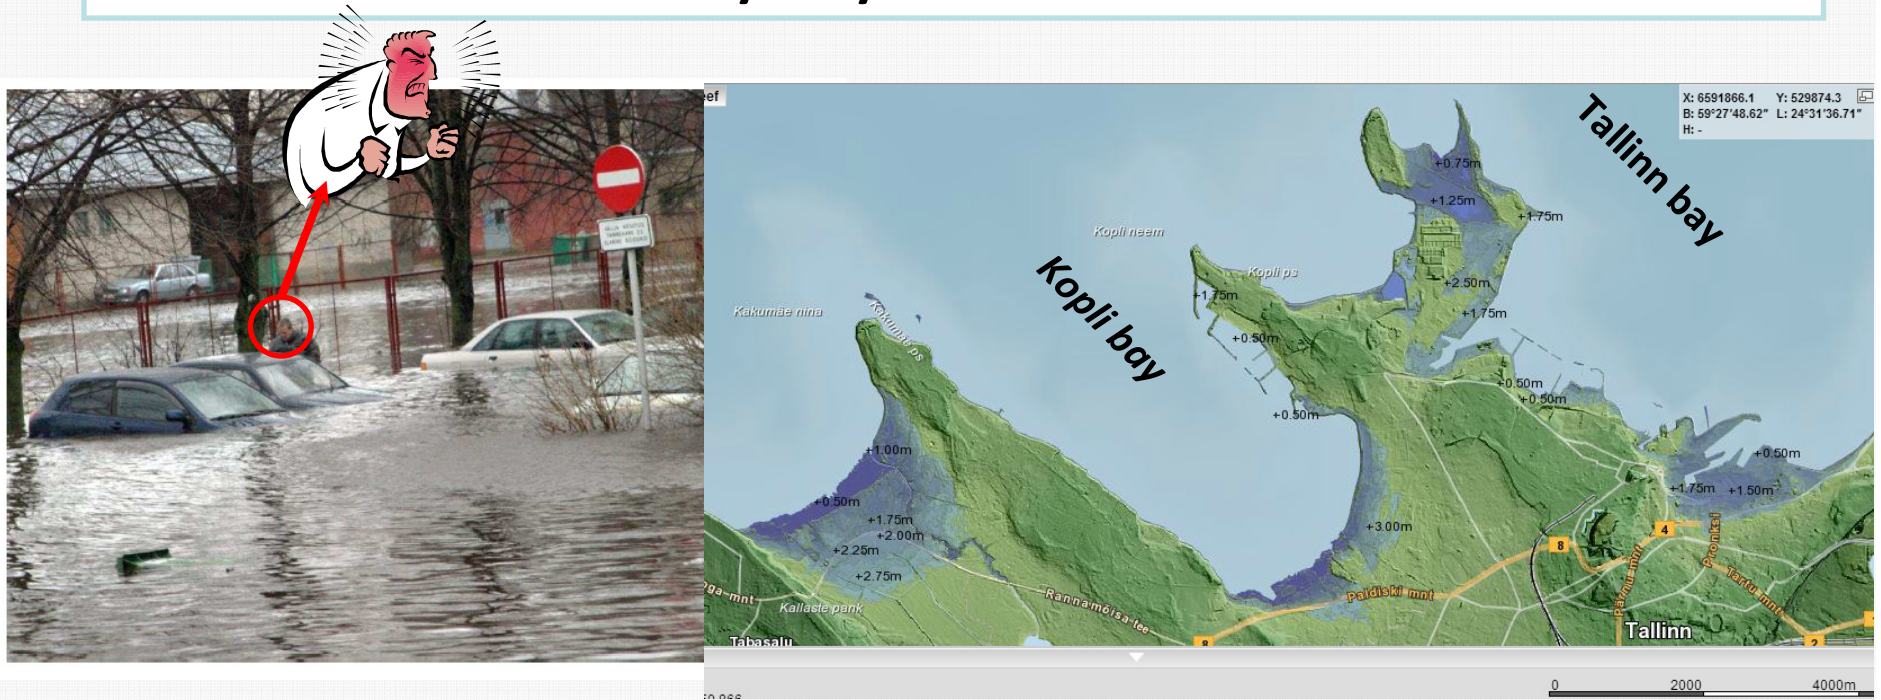 eef
X: 6591866.1 Y: 529874.3
B: 59°27'48.62" L: 24°31'36.71"
H: -
Tallinn bay
+0.75m
+1.25m
+1.75m
Kopli neem
Kopli ps
+2.50m
+1.75m
+1.75m
Kopli bay
Kakumäe nina
Kakumäe ps
+0.50m
+0.50m
+0.50m
+0.50m
+1.00m
+0.50m
+1.75m
+1.50m
+0.50m
+1.75m
+2.00m
+2.25m
+3.00m
4
8
+2.75m
Pronksi
Pärnu mnt
Tartu mnt
Paldiski mnt
Rannamõisa tee
Kallaste pank
Tallinn
Tabasalu
8
2
0 2000 4000m